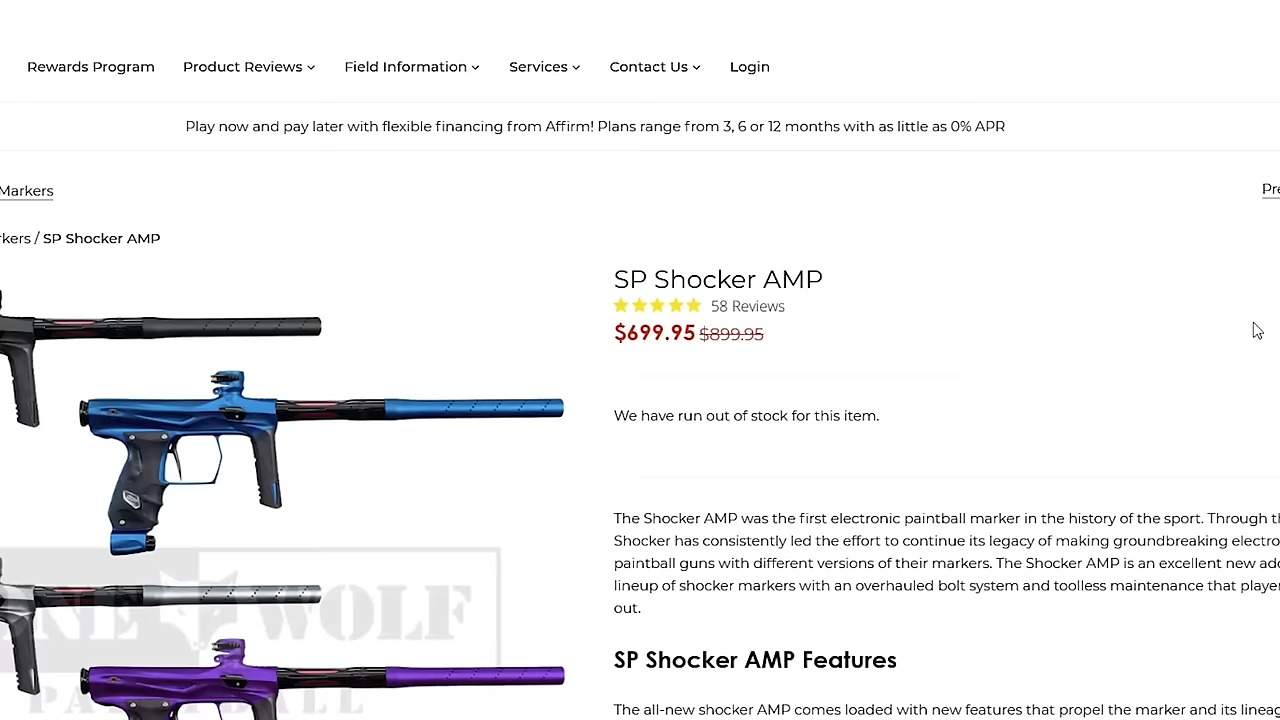 Rewards Program Product Reviews Field Information Services Contact Us Login
Play now and pay later with flexible financing from Affirm! Plans range from 3, 6 or 12 months with as little as 0% APR
Markers
Pre
rkers / SP Shocker AMP
SP Shocker AMP
58 Reviews
$699.95 $899.95
We have run out of stock for this item.
The Shocker AMP was the first electronic paintball marker in the history of the sport. Through th
Shocker has consistently led the effort to continue its legacy of making groundbreaking electro
paintball guns with different versions of their markers. The Shocker AMP is an excellent new add
lineup of shocker markers with an overhauled bolt system and toolless maintenance that player
out.
NE WOLF
PAINTBALL
SP Shocker AMP Features
The all-new shocker AMP comes loaded with new features that propel the marker and its lineag